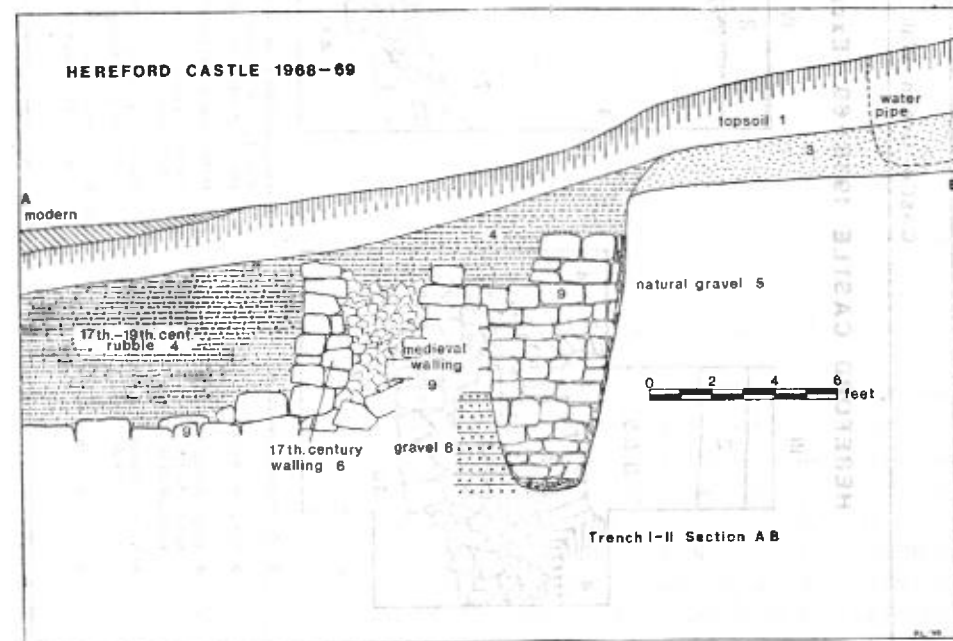 HEREFORD CASTLE 1968-69
water
pipe
topsoil 1
3
A
modern
4
natural gravel 5
9
17th.-19th.cent.
rubble 4
medieval
walling
9
0 2 4 6
feet
9
17th.century
walling 6
gravel 8
Trench I-II Section AB